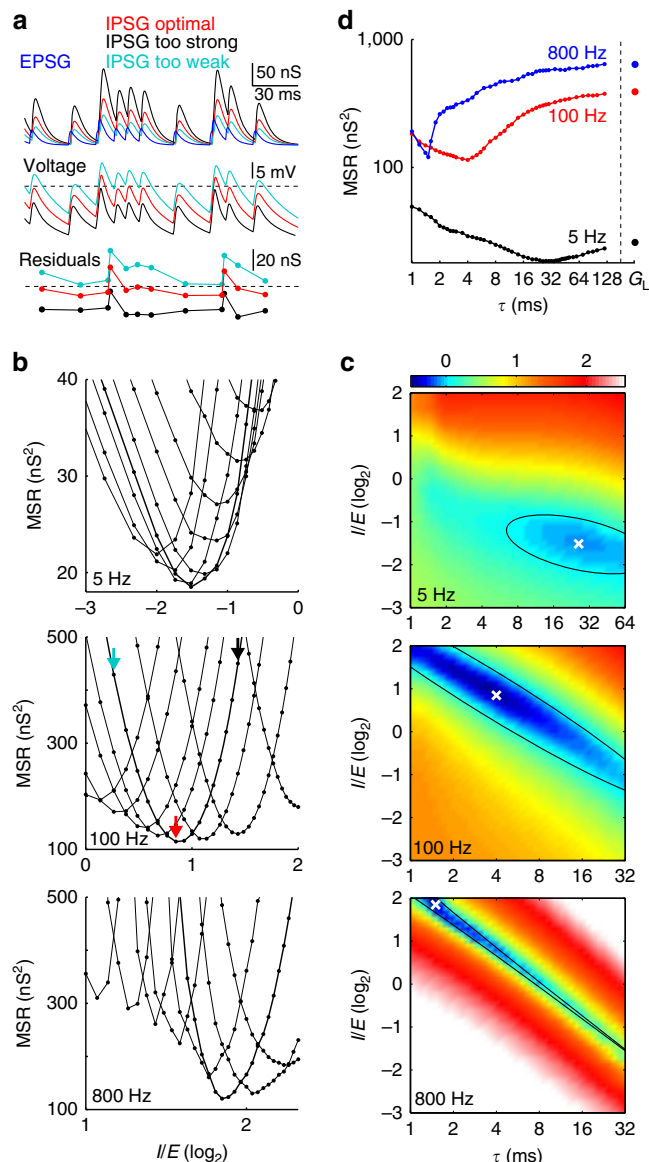 a
IPSG optimal
IPSG too strong
EPSG
IPSG too weak
50 nS
30 ms
Voltage
5 mV
Residuals
20 nS
d
1,000
100
MSR (nS²)
800 Hz
100 Hz
5 Hz
1 2 4 8 16 32 64 128 G_L
τ (ms)
b
40
30
20
MSR (nS²)
5 Hz
−3 −2 −1 0
500
300
100
MSR (nS²)
100 Hz
0 1 2
500
300
100
MSR (nS²)
800 Hz
1 2
I/E (log₂)
c
0 1 2
2
1
0
−1
−2
−3
I/E (log₂)
5 Hz
1 2 4 8 16 32 64
2
1
0
−1
−2
−3
I/E (log₂)
100 Hz
1 2 4 8 16 32
2
1
0
−1
−2
−3
I/E (log₂)
800 Hz
1 2 4 8 16 32
τ (ms)